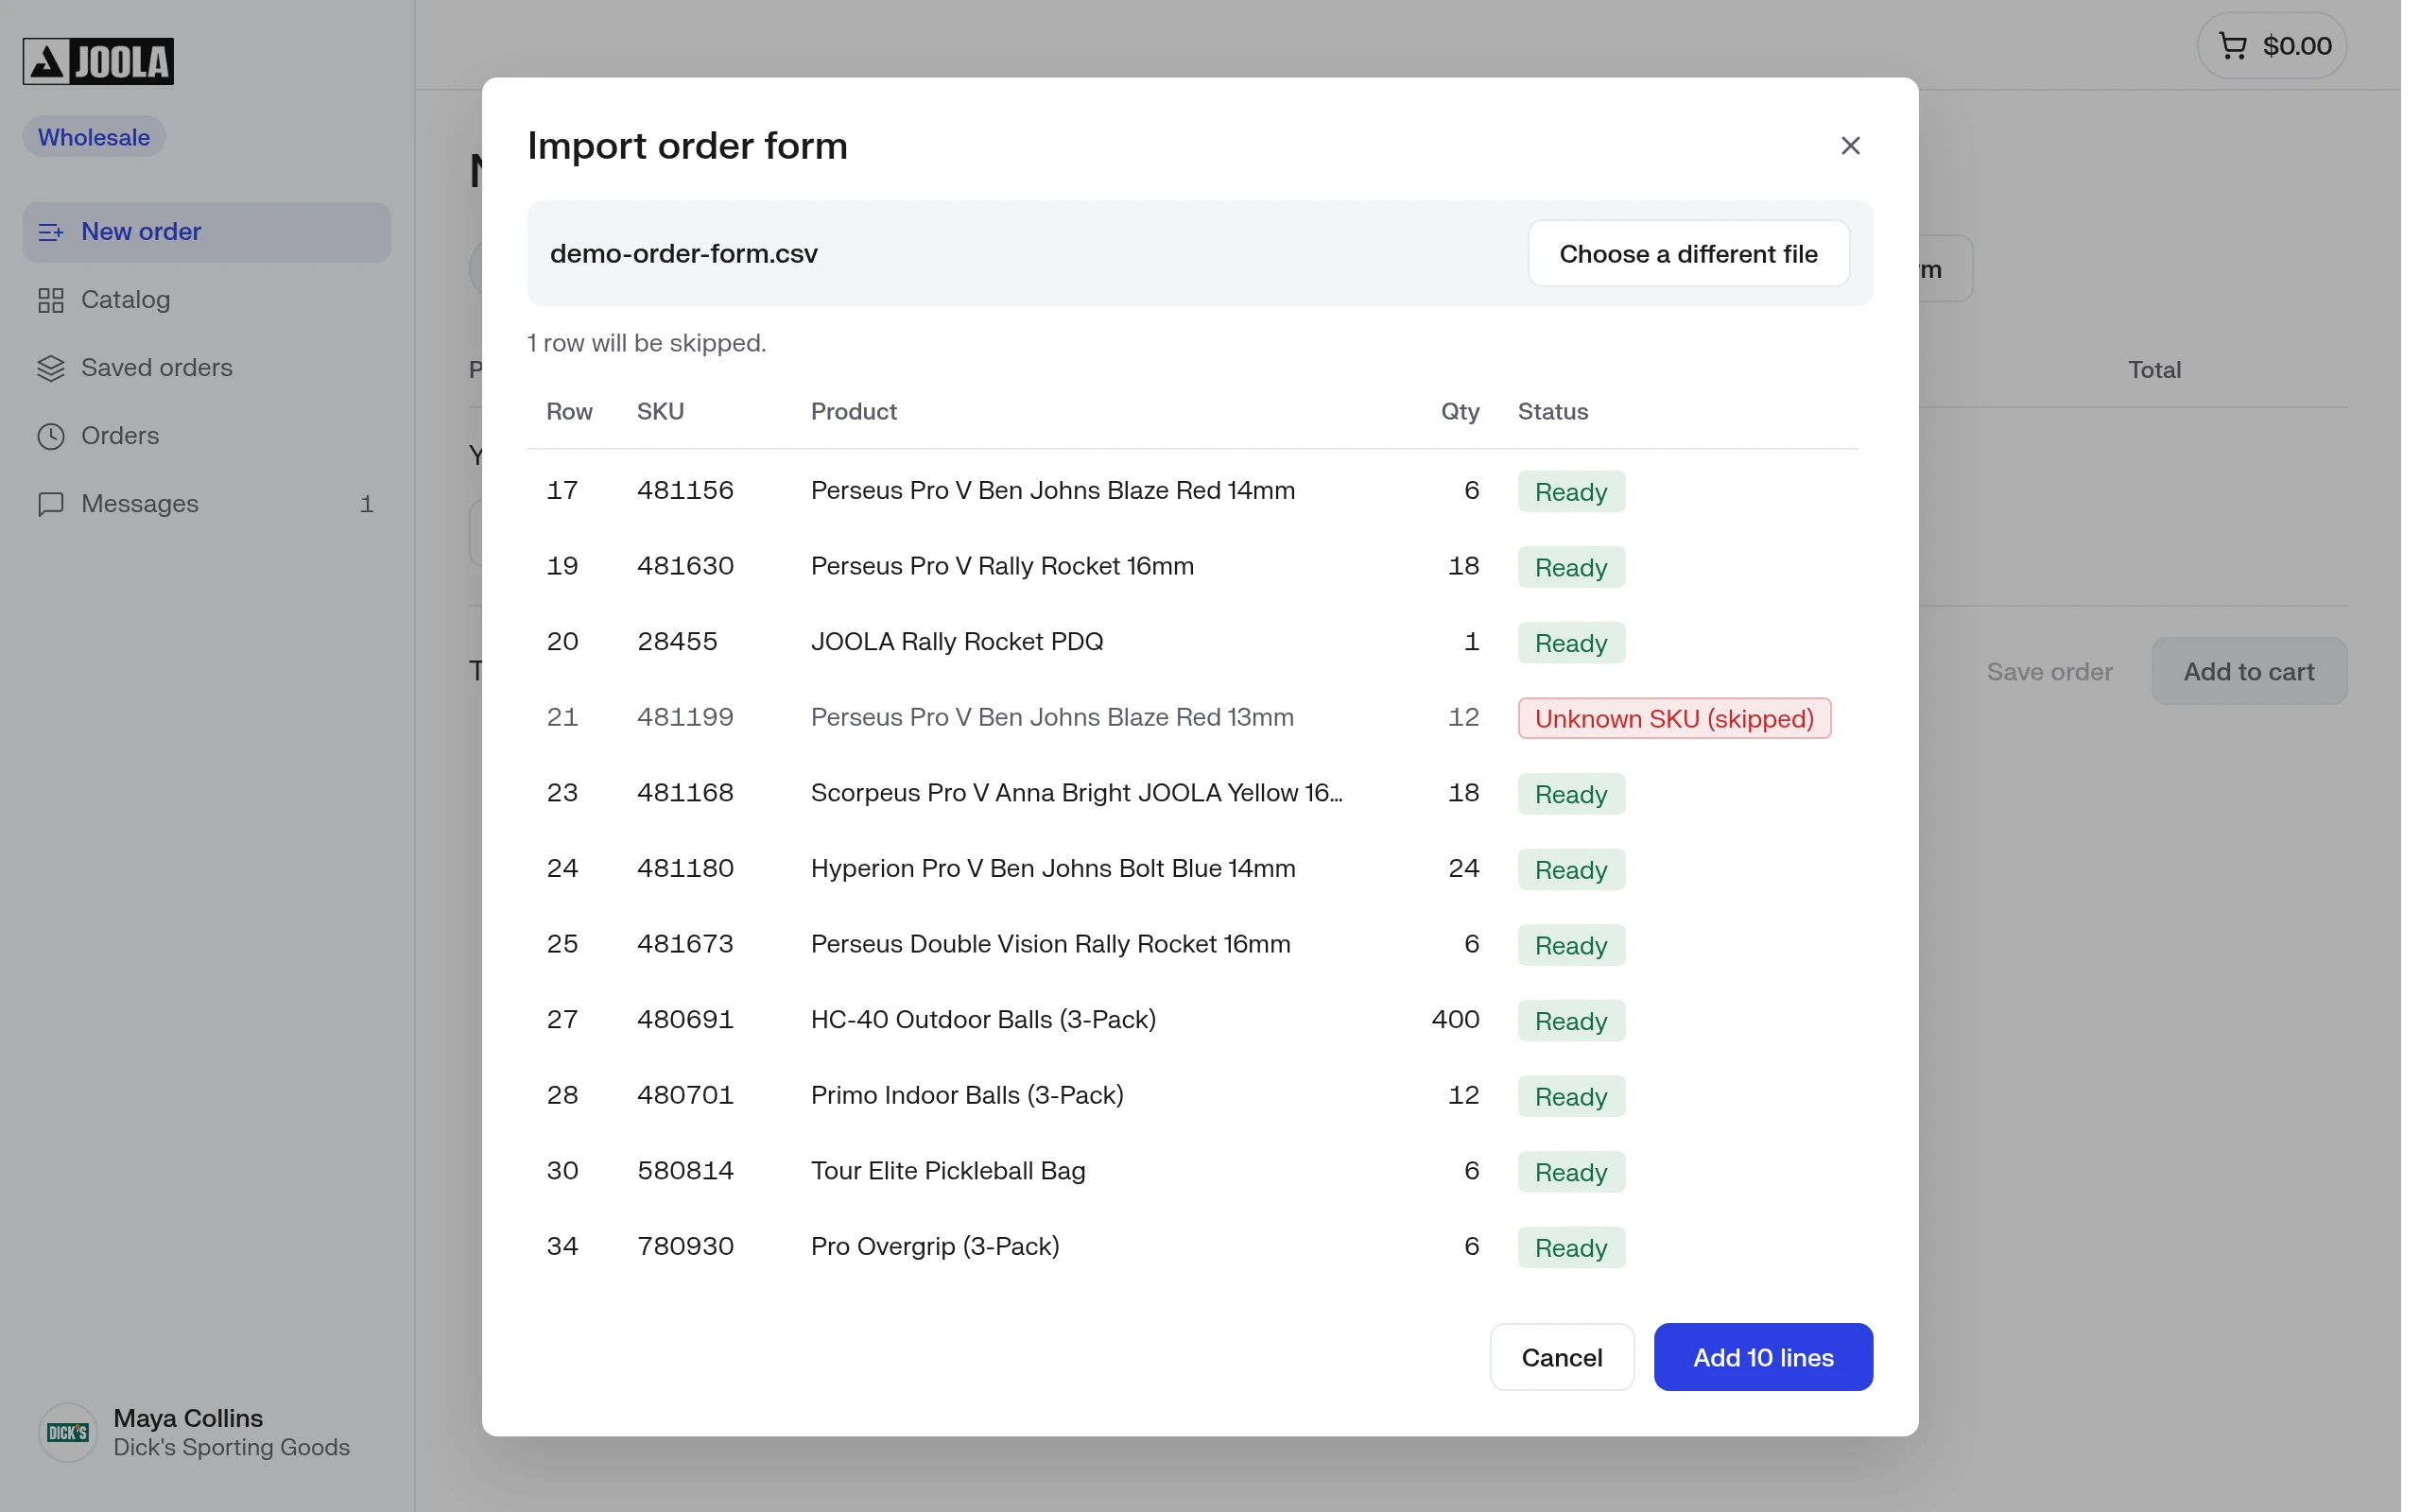 JOOLA
$0.00
Wholesale
New order
Catalog
Saved orders
Orders
Messages 1
Import order form
demo-order-form.csv
Choose a different file
1 row will be skipped.
Total
Row SKU Product Qty Status
17 481156 Perseus Pro V Ben Johns Blaze Red 14mm 6 Ready
19 481630 Perseus Pro V Rally Rocket 16mm 18 Ready
20 28455 JOOLA Rally Rocket PDQ 1 Ready
Save order
Add to cart
21 481199 Perseus Pro V Ben Johns Blaze Red 13mm 12 Unknown SKU (skipped)
23 481168 Scorpeus Pro V Anna Bright JOOLA Yellow 16... 18 Ready
24 481180 Hyperion Pro V Ben Johns Bolt Blue 14mm 24 Ready
25 481673 Perseus Double Vision Rally Rocket 16mm 6 Ready
27 480691 HC-40 Outdoor Balls (3-Pack) 400 Ready
28 480701 Primo Indoor Balls (3-Pack) 12 Ready
30 580814 Tour Elite Pickleball Bag 6 Ready
34 780930 Pro Overgrip (3-Pack) 6 Ready
Cancel
Add 10 lines
DICK'S
Maya Collins
Dick's Sporting Goods